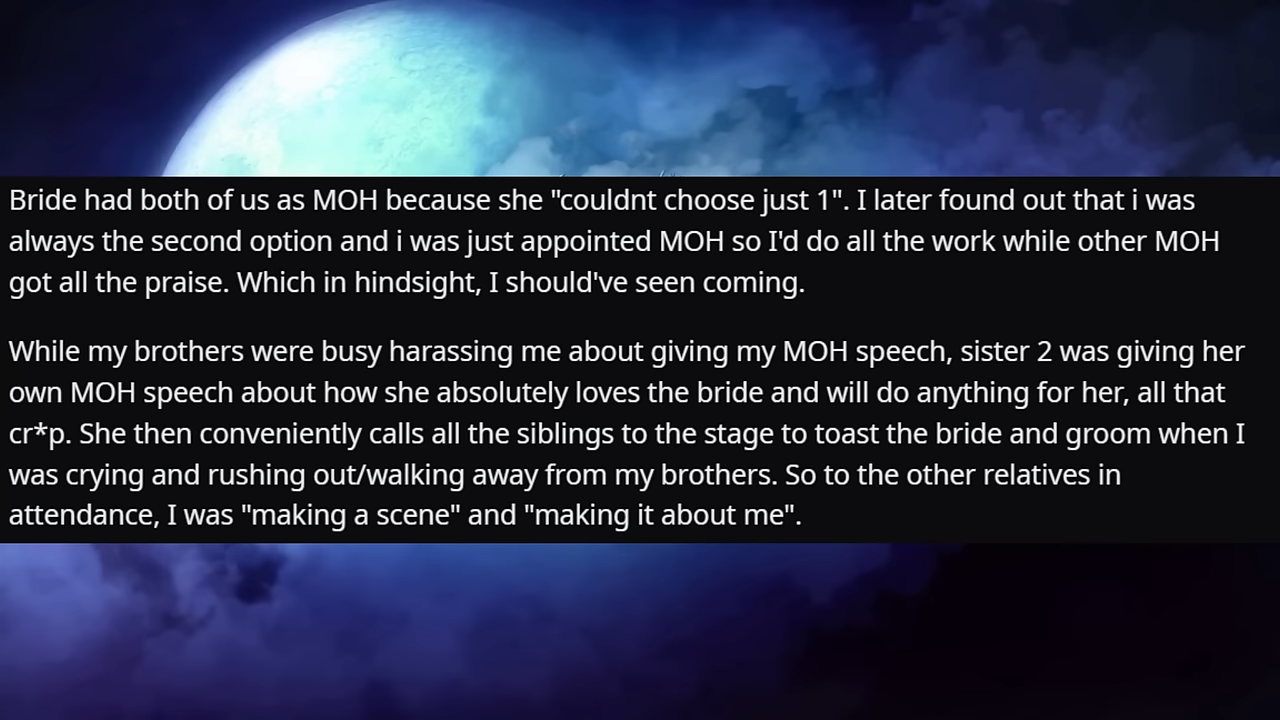 Bride had both of us as MOH because she "couldnt choose just 1". I later found out that i was
always the second option and i was just appointed MOH so I'd do all the work while other MOH
got all the praise. Which in hindsight, I should've seen coming.
While my brothers were busy harassing me about giving my MOH speech, sister 2 was giving her
own MOH speech about how she absolutely loves the bride and will do anything for her, all that
cr*p. She then conveniently calls all the siblings to the stage to toast the bride and groom when I
was crying and rushing out/walking away from my brothers. So to the other relatives in
attendance, I was "making a scene" and "making it about me".